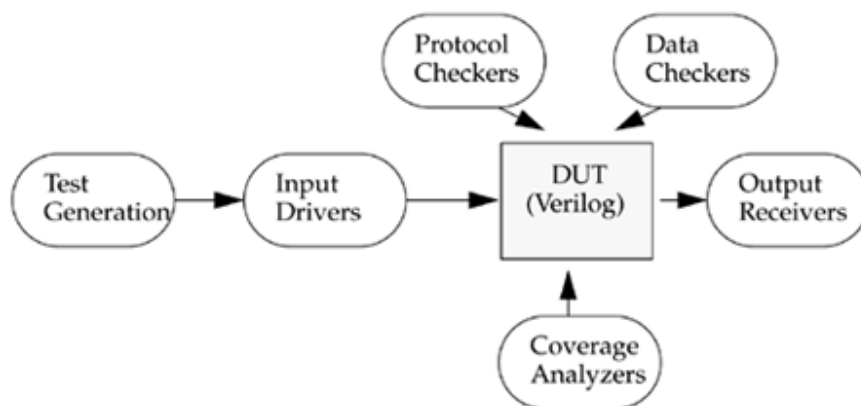 Protocol
Checkers
Data
Checkers
Test
Generation
Input
Drivers
DUT
(Verilog)
Output
Receivers
Coverage
Analyzers